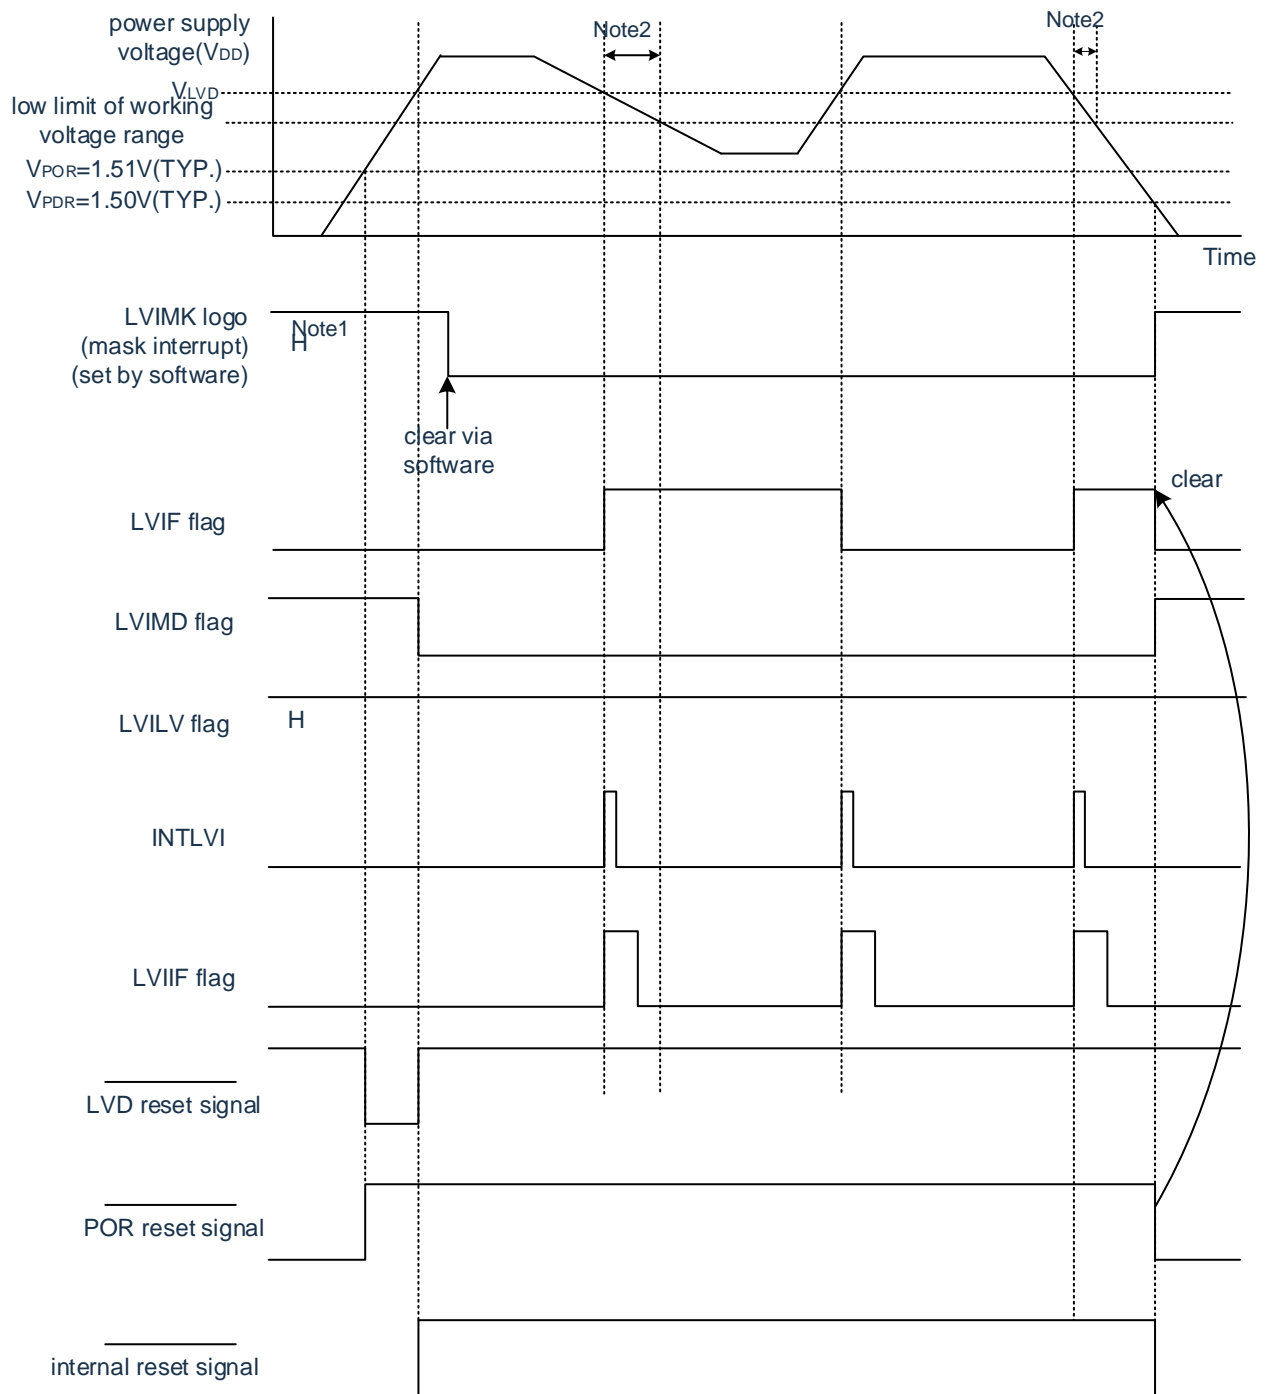 power supply
voltage(VDD)
Note2
Note2
VLVD
low limit of working
voltage range
VPOR=1.51V(TYP.)
VPDR=1.50V(TYP.)
Time
LVIMK logo
(mask interrupt)
(set by software)
Note1
H
clear via
software
clear
LVIF flag
LVIMD flag
LVILV flag
H
INTLVI
LVIIF flag
LVD reset signal
POR reset signal
internal reset signal